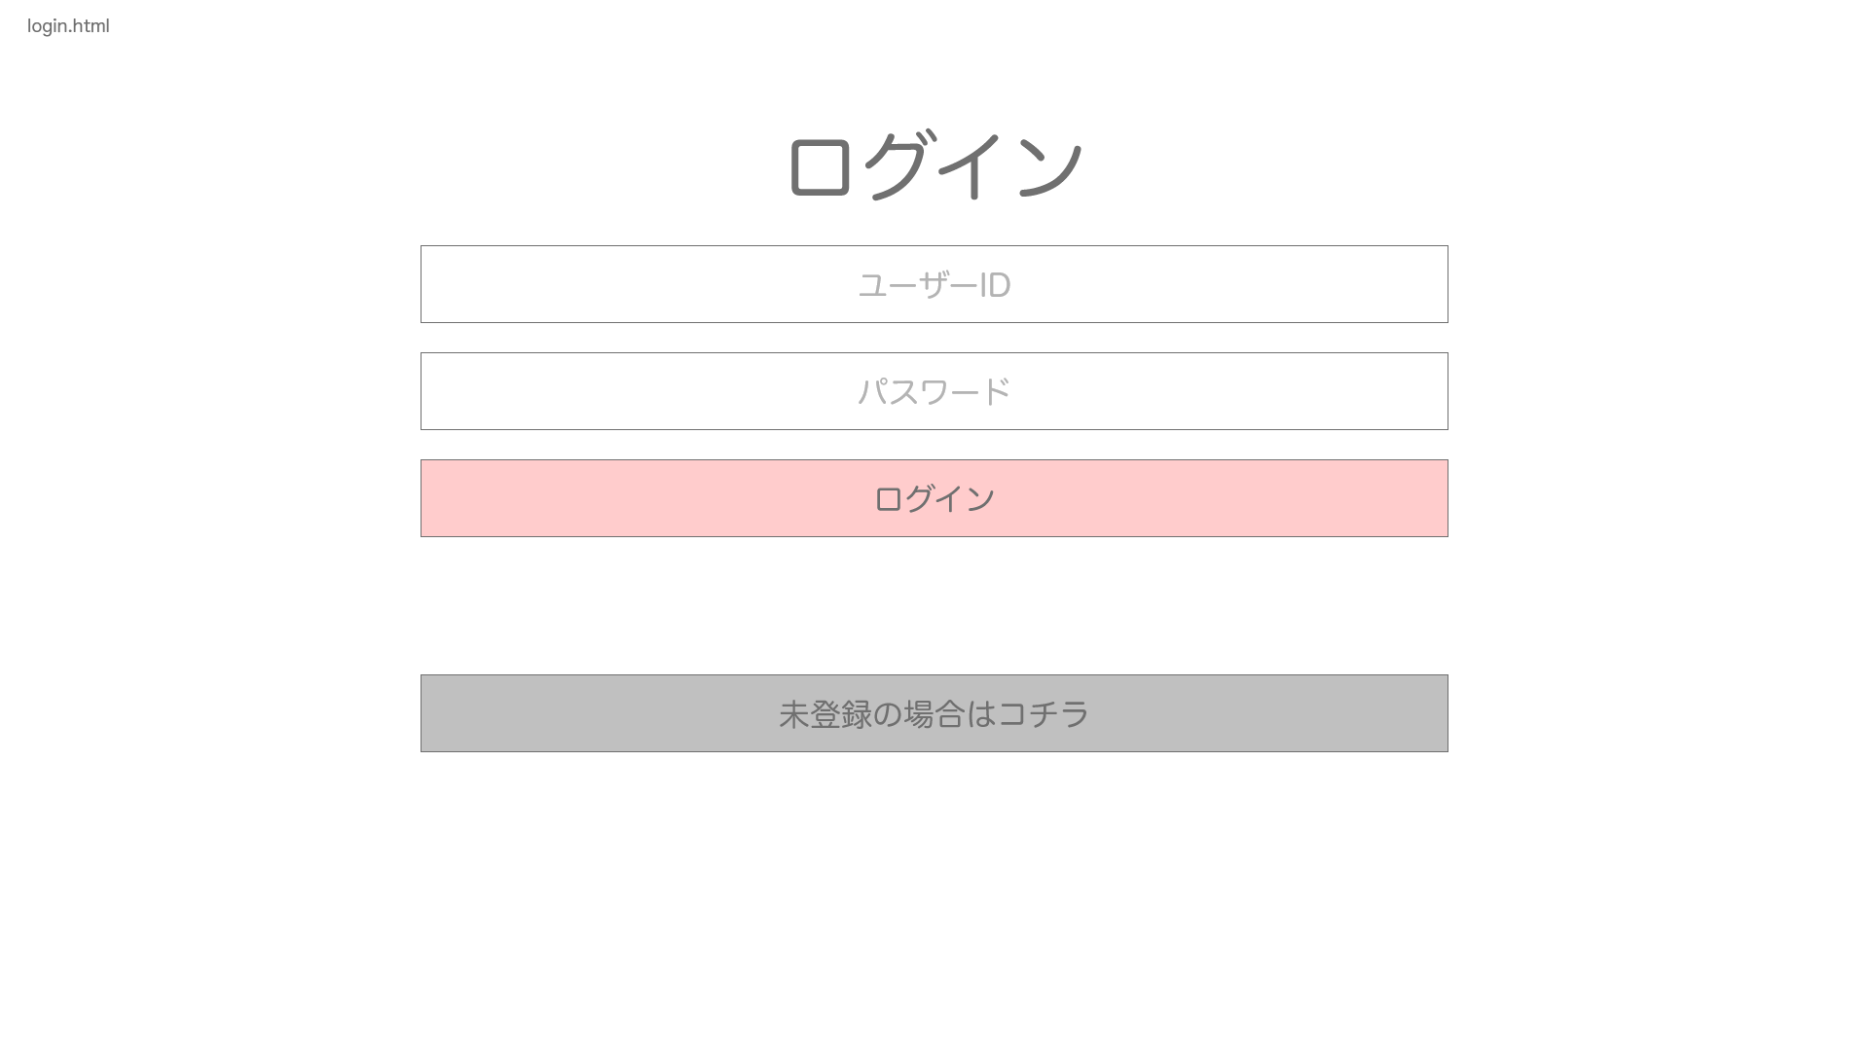 login.html
ログイン
ユーザーID
パスワード
ログイン
未登録の場合はコチラ